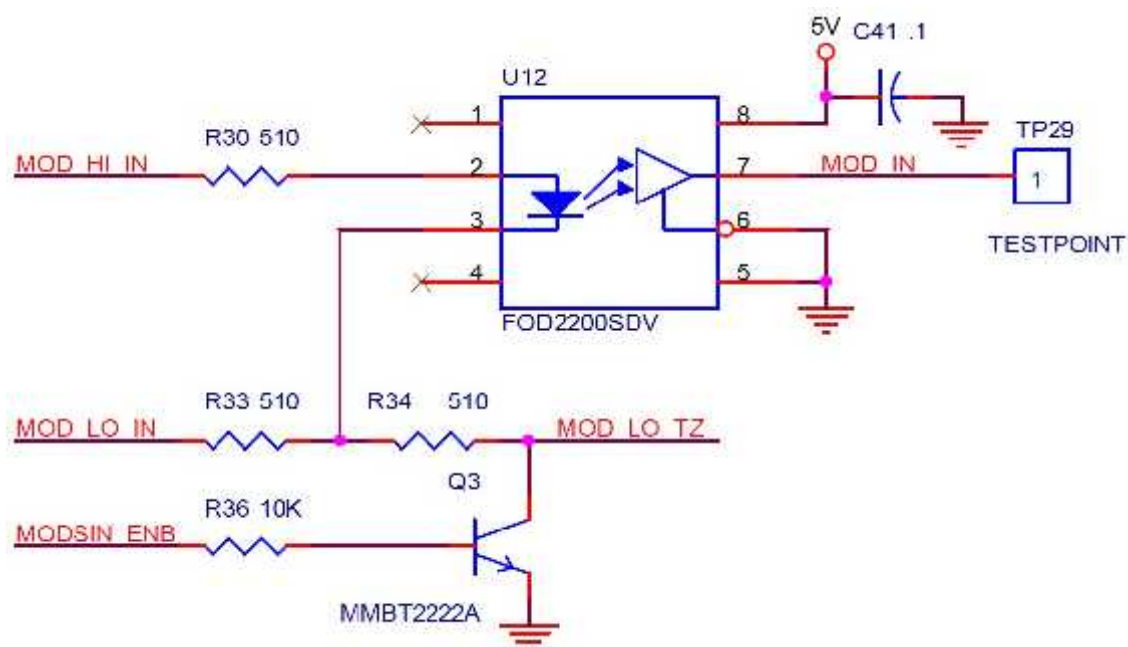 5V C41 .1
U12
1 8
R30 510 TP29
MOD HI IN 2 7 MOD IN 1
3 6
TESTPOINT
4 5
FOD2200SDV
R33 510 R34 510
MOD LO IN MOD LO TZ
Q3
R36 10K
MODSIN ENB
MMBT2222A